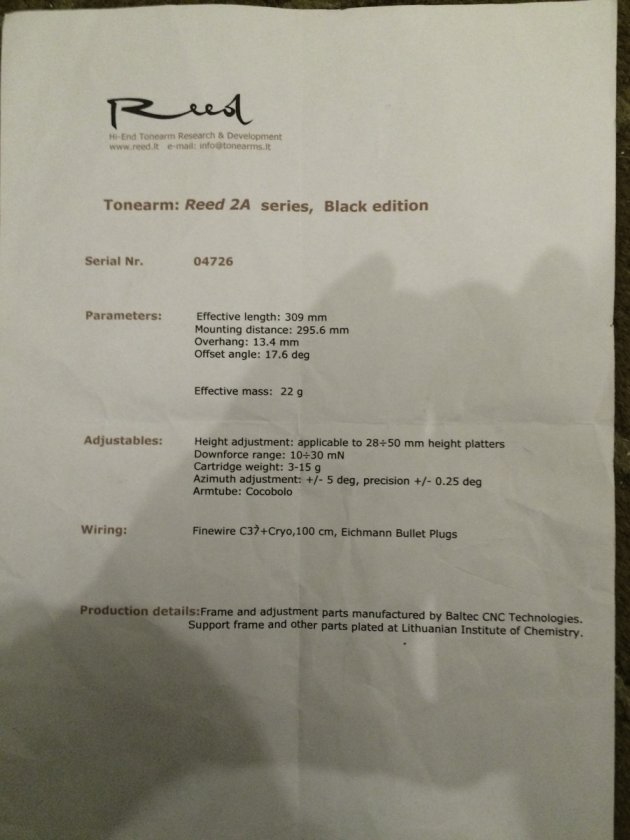 Reed
Hi-End Tonearm Research & Development
www.reed.lt e-mail: info@tonearms.lt
Tonearm: Reed 2A series, Black edition
Serial Nr. 04726
Parameters: Effective length: 309 mm
Mounting distance: 295.6 mm
Overhang: 13.4 mm
Offset angle: 17.6 deg
Effective mass: 22 g
Adjustables: Height adjustment: applicable to 28÷50 mm height platters
Downforce range: 10÷30 mN
Cartridge weight: 3-15 g
Azimuth adjustment: +/- 5 deg, precision +/- 0.25 deg
Armtube: Cocobolo
Wiring: Finewire C37+Cryo,100 cm, Eichmann Bullet Plugs
Production details:Frame and adjustment parts manufactured by Baltec CNC Technologies.
Support frame and other parts plated at Lithuanian Institute of Chemistry.